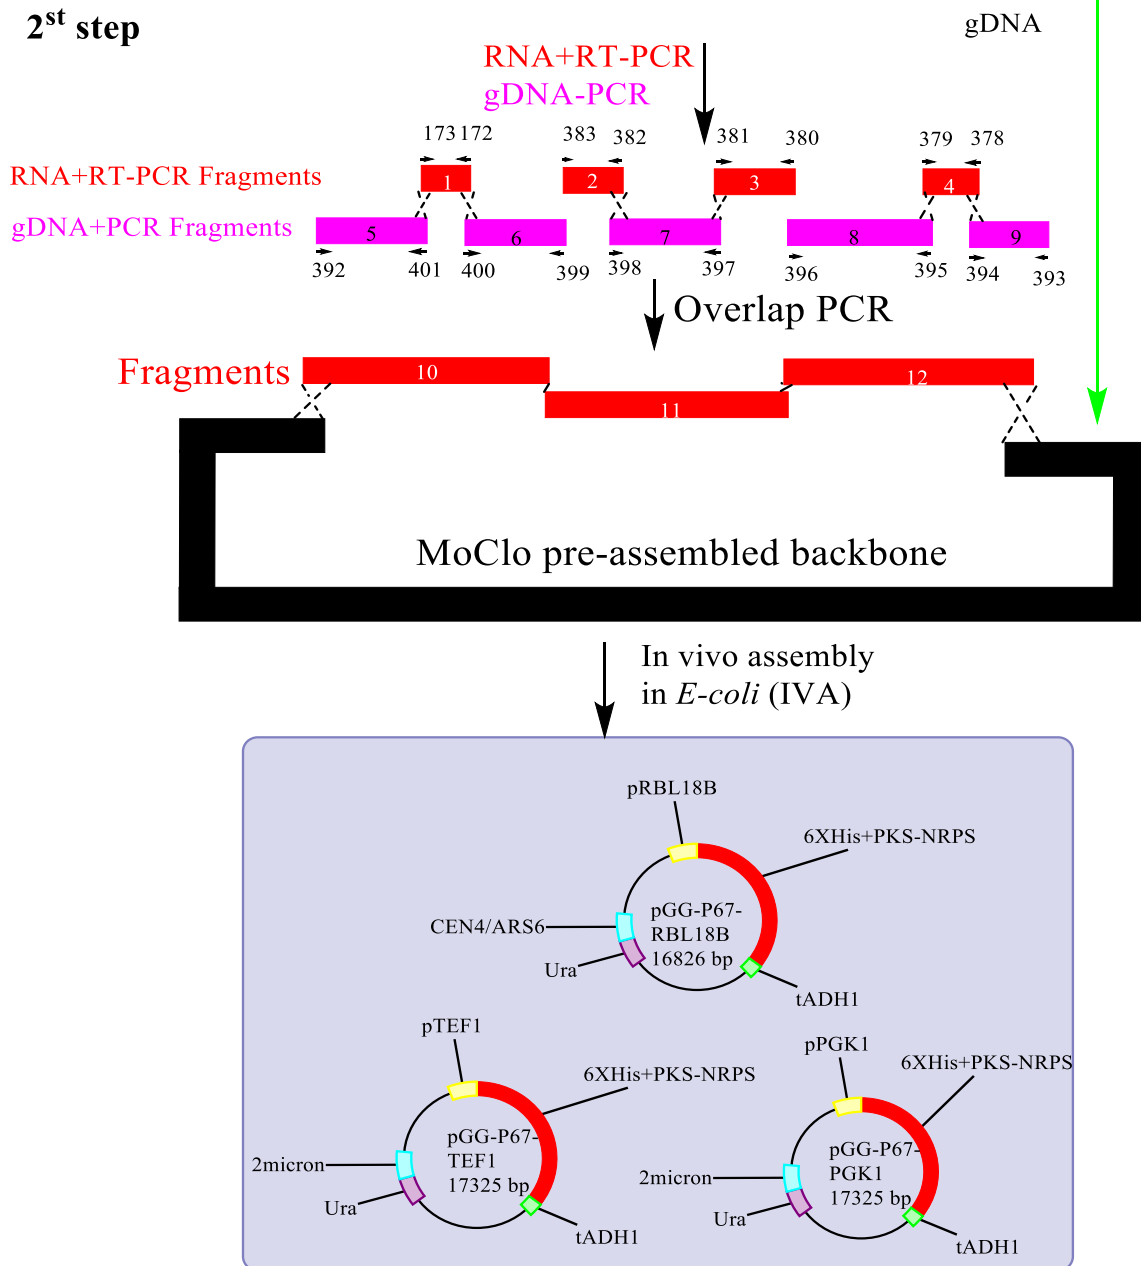 2st step
gDNA
RNA+RT-PCR
gDNA-PCR
173 172 383 382 381 380 379 378
RNA+RT-PCR Fragments
1 2 3 4
gDNA+PCR Fragments
5 6 7 8 9
392 401 400 399 398 397 396 395 394 393
Overlap PCR
Fragments
10 12
11
MoClo pre-assembled backbone
In vivo assembly
in E-coli (IVA)
pRBL18B
6XHis+PKS-NRPS
CEN4/ARS6
pGG-P67-
RBL18B
16826 bp
Ura
tADH1
pTEF1
6XHis+PKS-NRPS
pGG-P67-
TEF1
17325 bp
2micron
Ura
tADH1
pPGK1
6XHis+PKS-NRPS
pGG-P67-
PGK1
17325 bp
2micron
Ura
tADH1